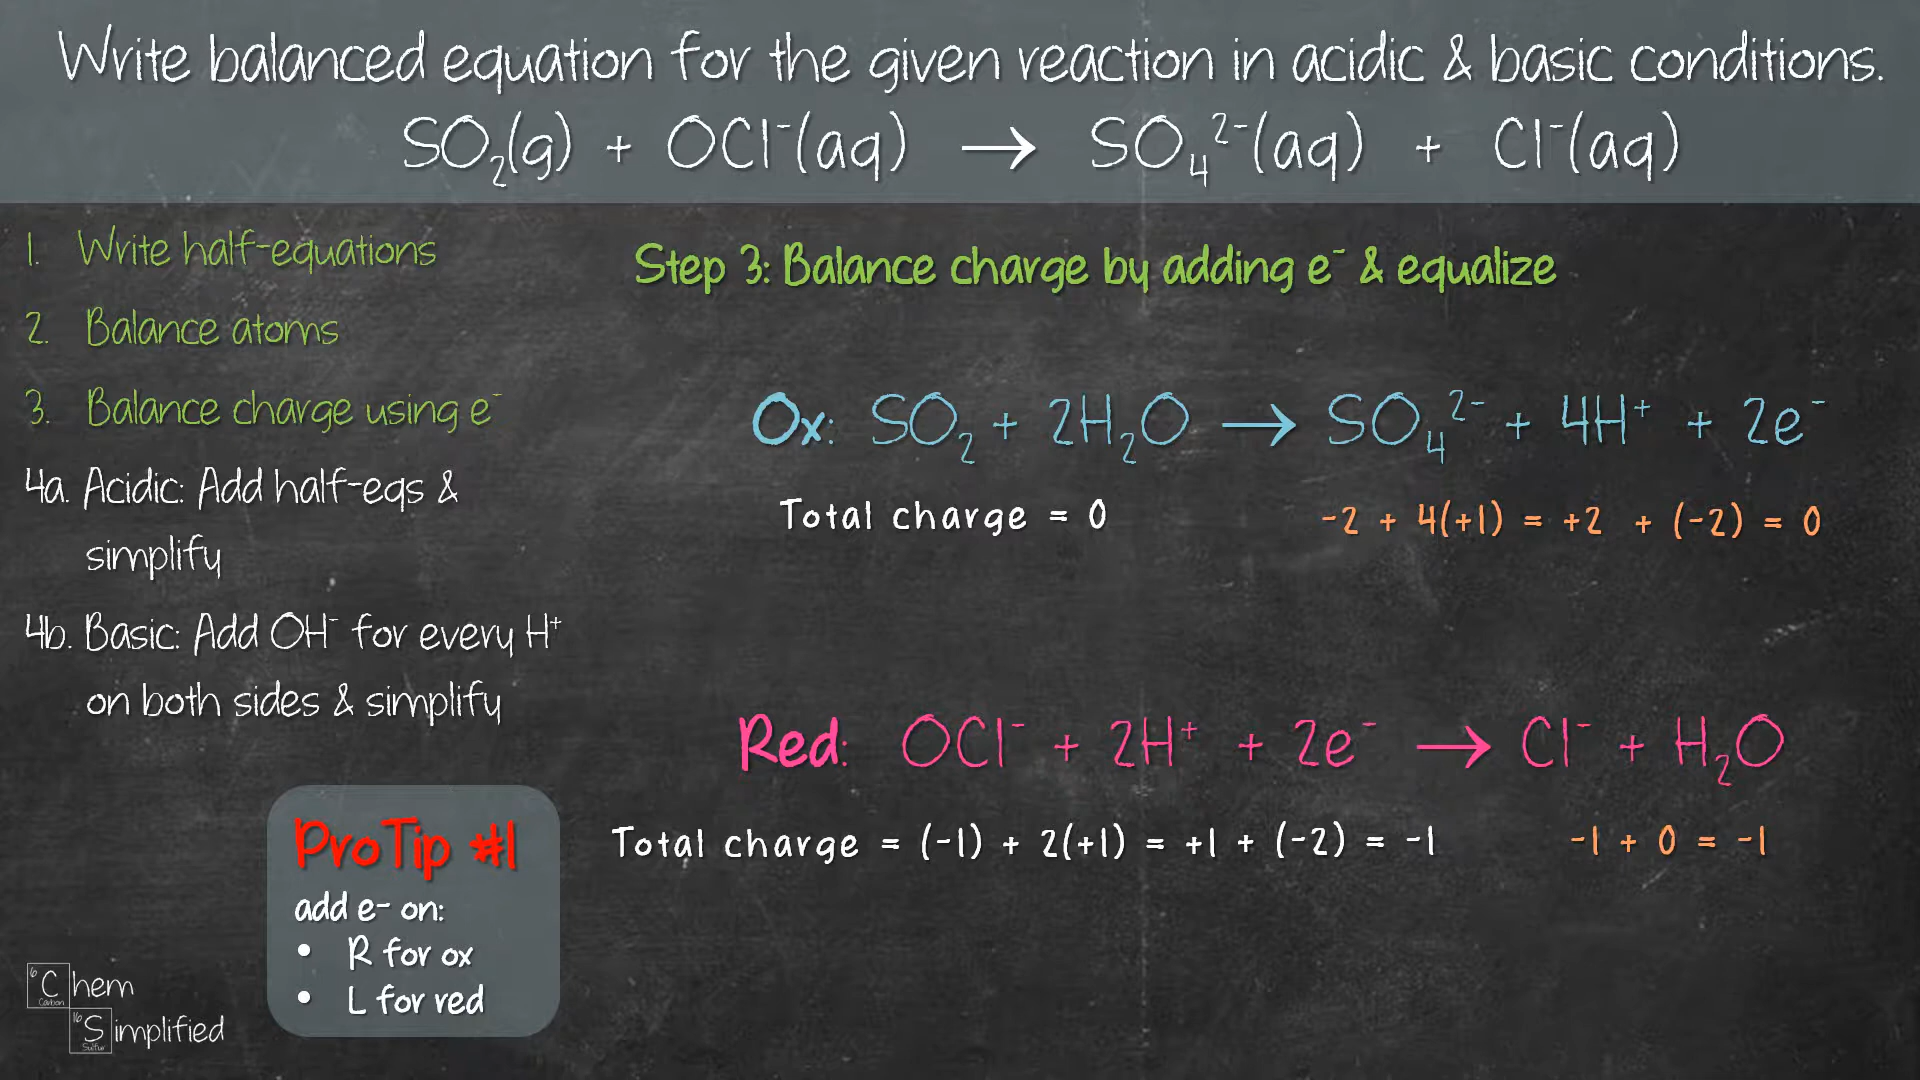 Write balanced equation for the given reaction in acidic & basic conditions.
SO₂(g) + OCl⁻(aq) → SO₄²⁻(aq) + Cl⁻(aq)
1. Write half-equations
2. Balance atoms
3. Balance charge using e⁻
4a. Acidic: Add half-eqs &
simplify
4b. Basic: Add OH⁻ for every H⁺
on both sides & simplify
Step 3: Balance charge by adding e⁻ & equalize
Ox: SO₂ + 2H₂O → SO₄²⁻ + 4H⁺ + 2e⁻
Total charge = 0
-2 + 4(+1) = +2 + (-2) = 0
Red: OCl⁻ + 2H⁺ + 2e⁻ → Cl⁻ + H₂O
Total charge = (-1) + 2(+1) = +1 + (-2) = -1
-1 + 0 = -1
ProTip #1
add e- on:
• R for ox
• L for red
6
Chem
Carbon
16
Simplified
Sulfur